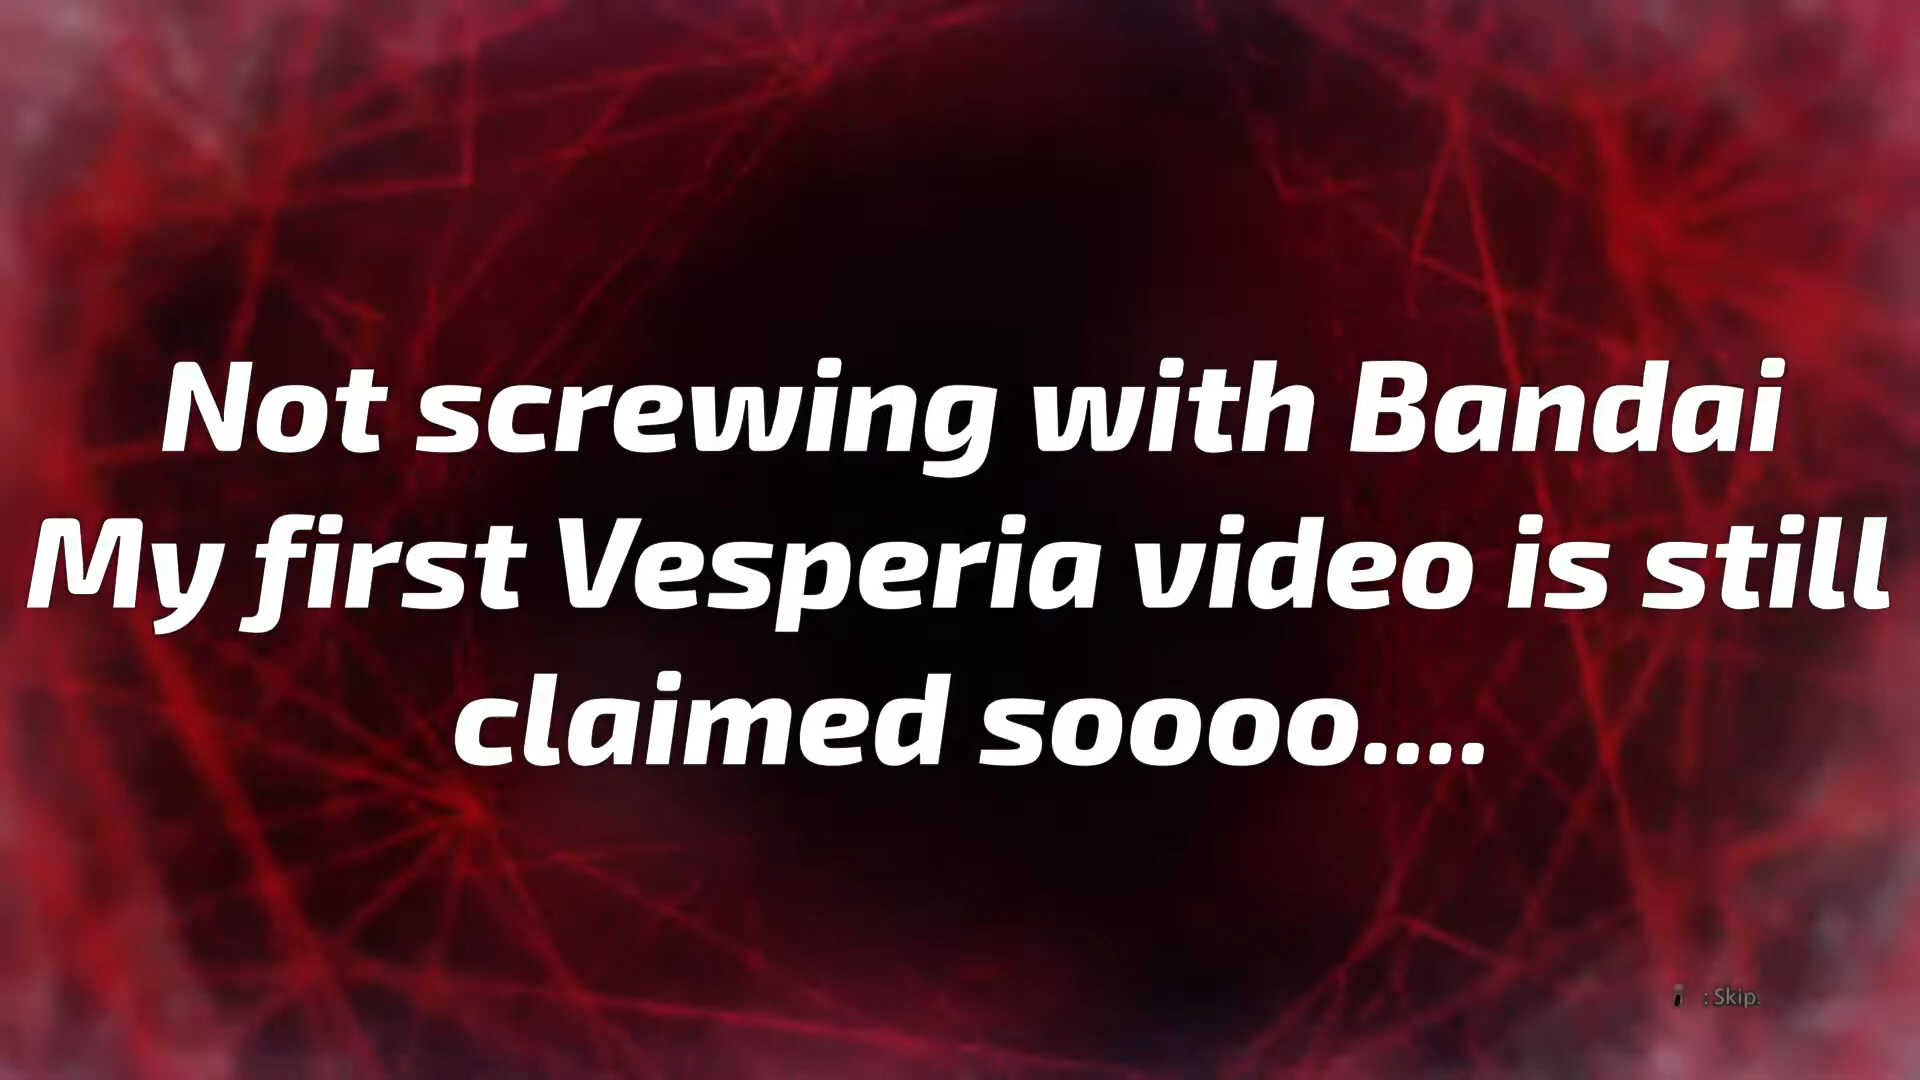 Not screwing with Bandai
My first Vesperia video is still
claimed soooo....
: Skip.